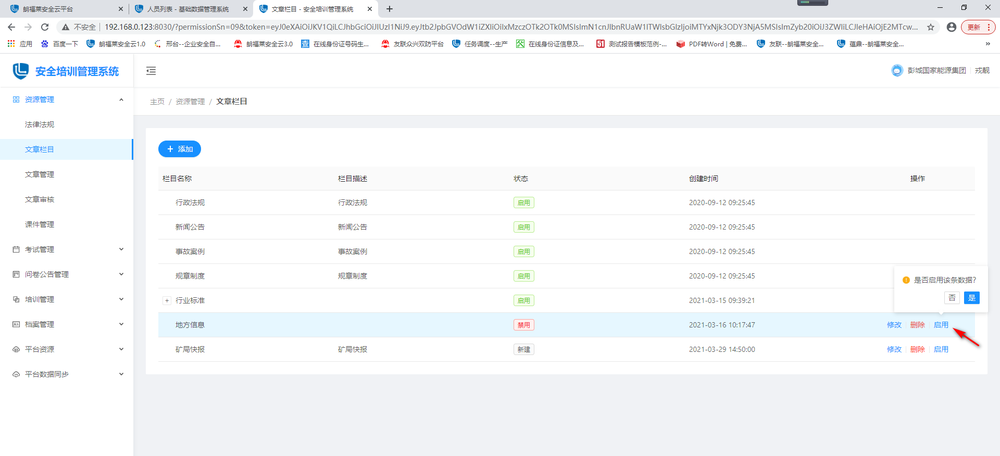 朗福莱安全云平台
人员列表 - 基础数据管理系统
文章栏目 - 安全培训管理系统
不安全
192.168.0.123:8030/?permissionSn=09&token=eyJ0eXAiOiJKV1QiLCJhbGciOiJIUzI1NiJ9.eyJtb2JpbGVOdW1iZXIiOiIxMzczOTk2OTk0MSIsImN1cnJlbnRUaW1lTWlsbGlzIjoiMTYxNjk3ODY3NjA5MSIsImZyb20iOiJ3ZWIiLCJleHAiOjE2MTcw...
更新
应用
百度一下
朗福莱安全云1.0
邢台--企业安全自...
朗福莱安全云3.0
查
在线身份证号码生...
友联众兴双防平台
任务调度--生产
在线身份证信息及...
51
测试报告模板范例-...
PDF转Word | 免费...
友联--朗福莱安全...
蕴鼎--朗福莱安全...
»
安全培训管理系统
彭城国家能源集团
戎靓
资源管理
法律法规
文章栏目
文章管理
文章审核
课件管理
考试管理
问卷公告管理
培训管理
档案管理
平台资源
平台数据同步
主页 / 资源管理 / 文章栏目
+ 添加
栏目名称 栏目描述 状态 创建时间 操作
行政法规 行政法规 启用 2020-09-12 09:25:45
新闻公告 新闻公告 启用 2020-09-12 09:25:45
事故案例 事故案例 启用 2020-09-12 09:25:45
规章制度 规章制度 启用 2020-09-12 09:25:45
是否启用该条数据?
否 是
+ 行业标准 启用 2021-03-15 09:39:21
地方信息 禁用 2021-03-16 10:17:47 修改 删除 启用
矿局快报 矿局快报 新建 2021-03-29 14:50:00 修改 删除 启用